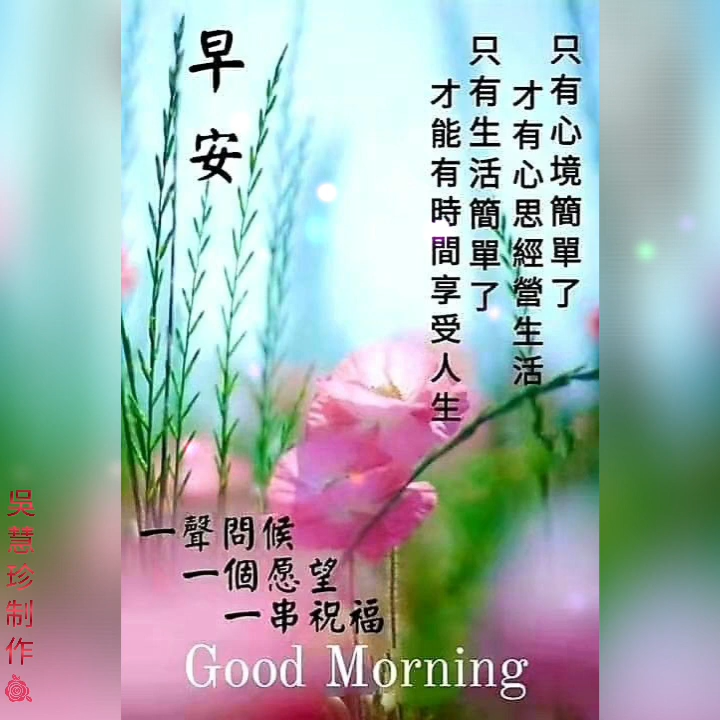 早安
只有心境簡單了
才有心思經營生活
只有生活簡單了
才能有時間享受人生
一聲問候
一個愿望
一串祝福
Good Morning
吳慧珍制作